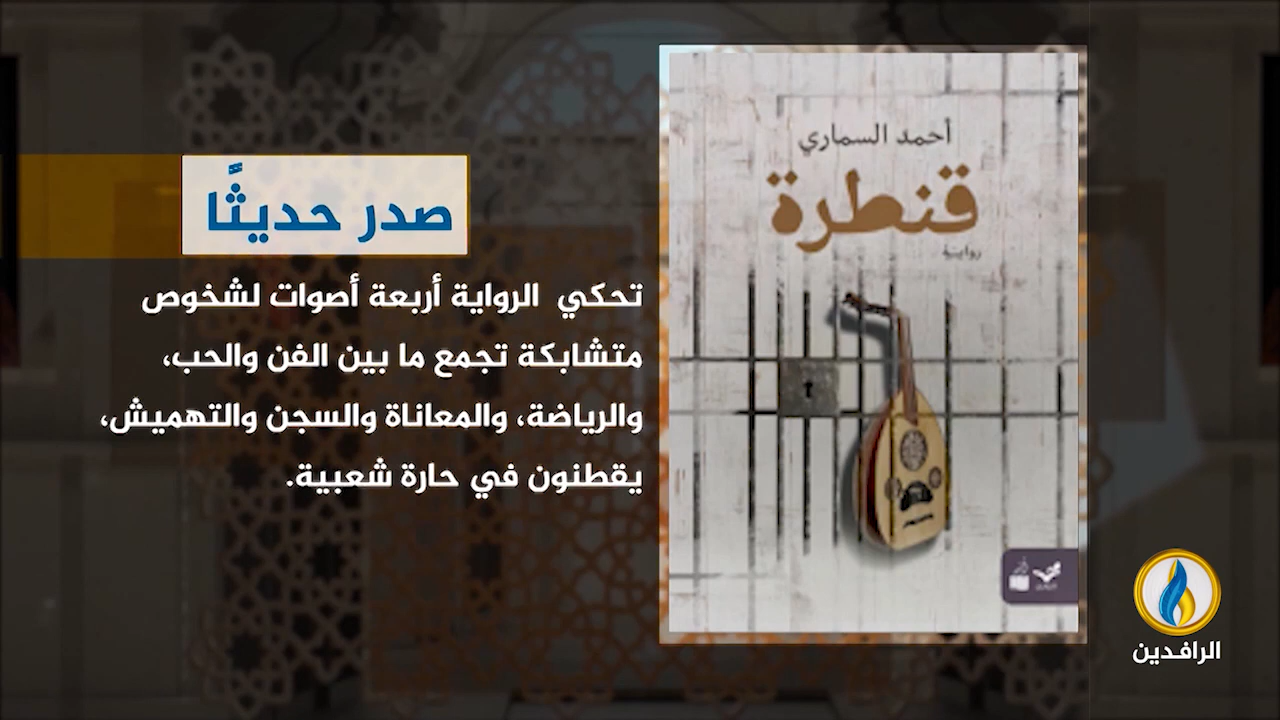 صدر حديثًا
تحكي الرواية أربعة أصوات لشخوص
متشابكة تجمع ما بين الفن والحب،
والرياضة، والمعاناة والسجن والتهميش،
يقطنون في حارة شعبية.
أحمد السماري
قنطرة
رواية
الرافدين